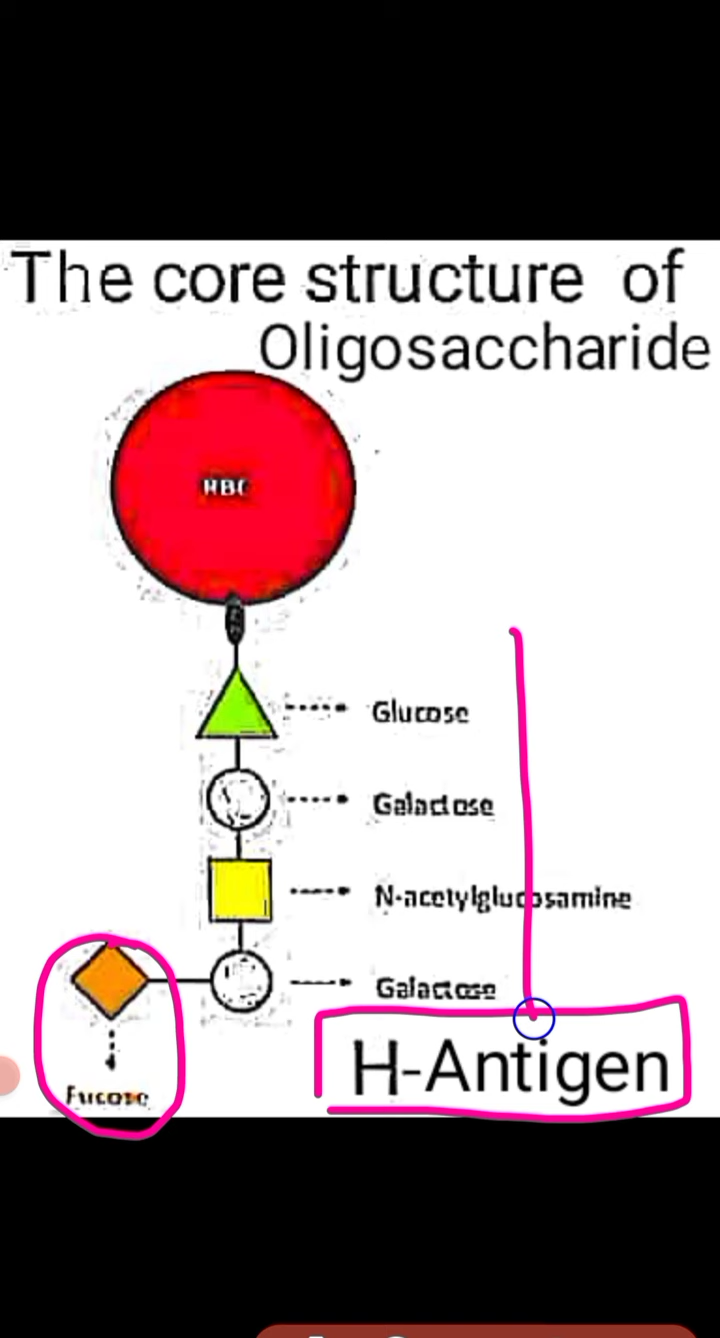 The core structure of
Oligosaccharide
RBC
Glucose
Galactose
N-acetylglucosamine
Galactose
H-Antigen
Fucose